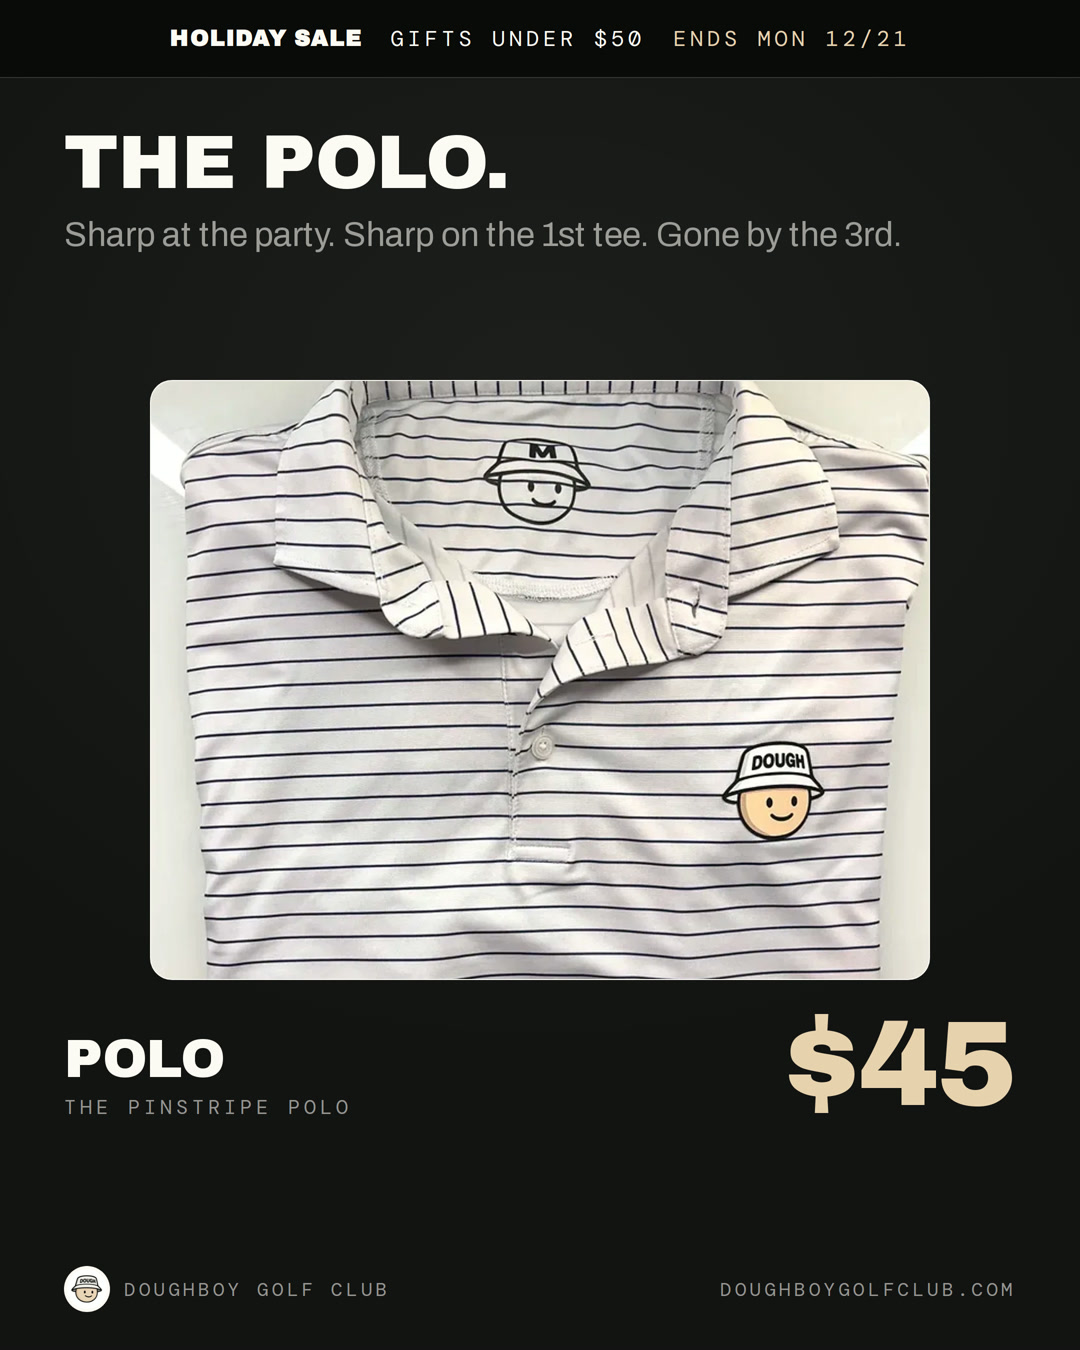 HOLIDAY SALE GIFTS UNDER $50 ENDS MON 12/21
THE POLO.
Sharp at the party. Sharp on the 1st tee. Gone by the 3rd.
M
DOUGH
POLO
THE PINSTRIPE POLO
$45
DOUGH
DOUGHBOY GOLF CLUB
DOUGHBOYGOLFCLUB.COM